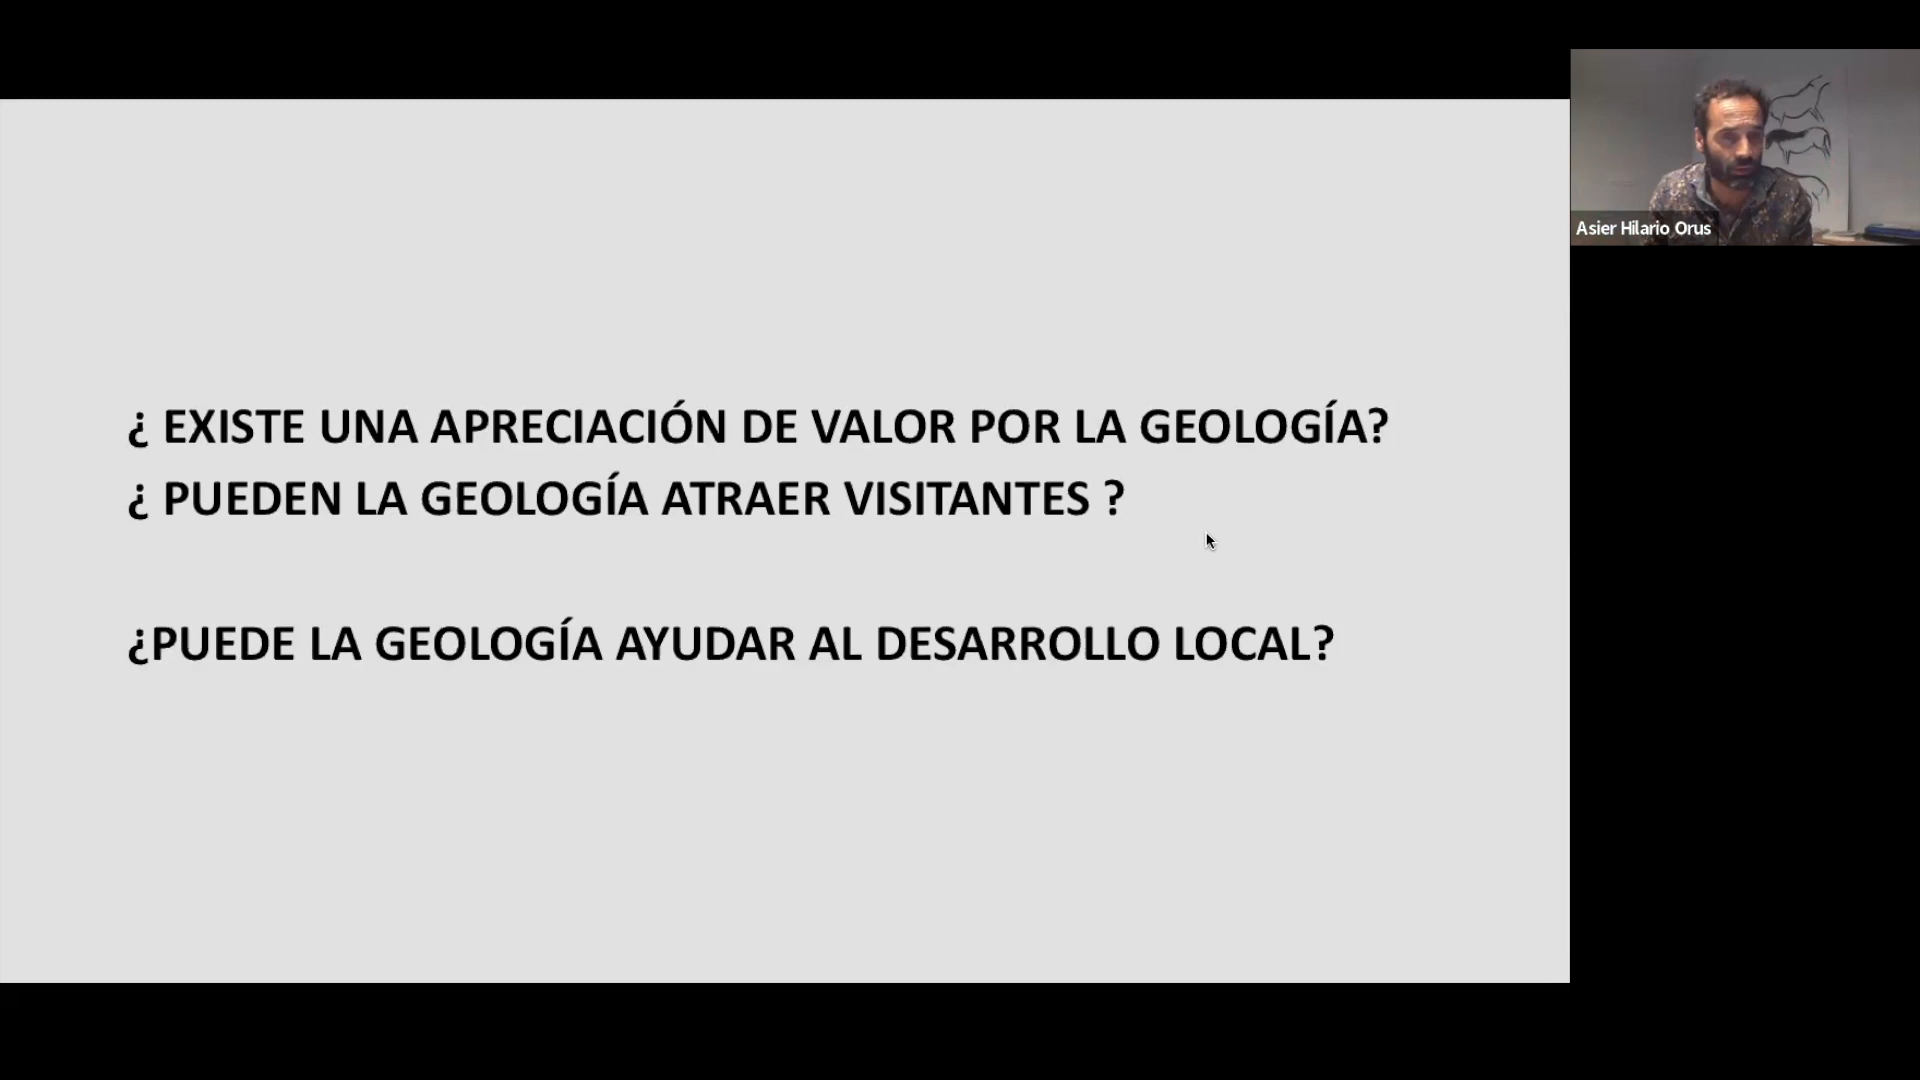 ¿ EXISTE UNA APRECIACIÓN DE VALOR POR LA GEOLOGÍA?
¿ PUEDEN LA GEOLOGÍA ATRAER VISITANTES ?
¿PUEDE LA GEOLOGÍA AYUDAR AL DESARROLLO LOCAL?
Asier Hilario Orus